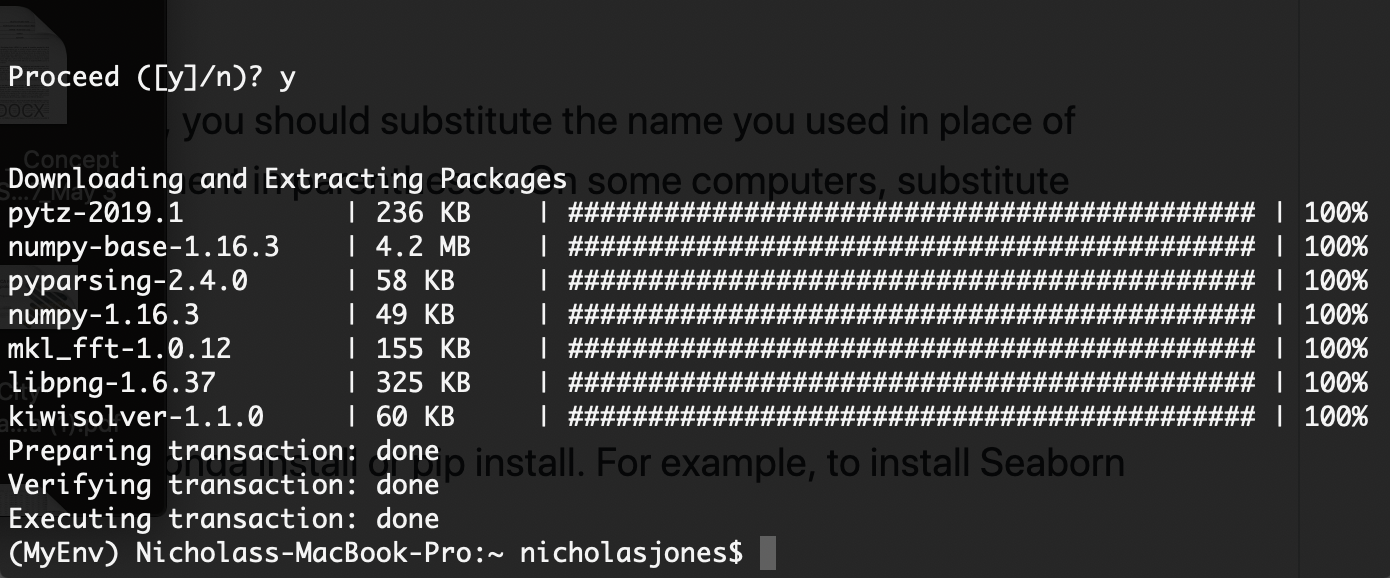 Proceed ([y]/n)? y
DOCX
, you should substitute the name you used in place of
Concept
Downloading and Extracting Packages
on some computers, substitute
pytz-2019.1 | 236 KB | ########################################### | 100%
numpy-base-1.16.3 | 4.2 MB | ########################################### | 100%
pyparsing-2.4.0 | 58 KB | ########################################### | 100%
numpy-1.16.3 | 49 KB | ########################################### | 100%
mkl_fft-1.0.12 | 155 KB | ########################################### | 100%
libpng-1.6.37 | 325 KB | ########################################### | 100%
City
kiwisolver-1.1.0 | 60 KB | ########################################### | 100%
Preparing transaction: done
install or pip install. For example, to install Seaborn
Verifying transaction: done
Executing transaction: done
(MyEnv) Nicholass-MacBook-Pro:~ nicholasjones$